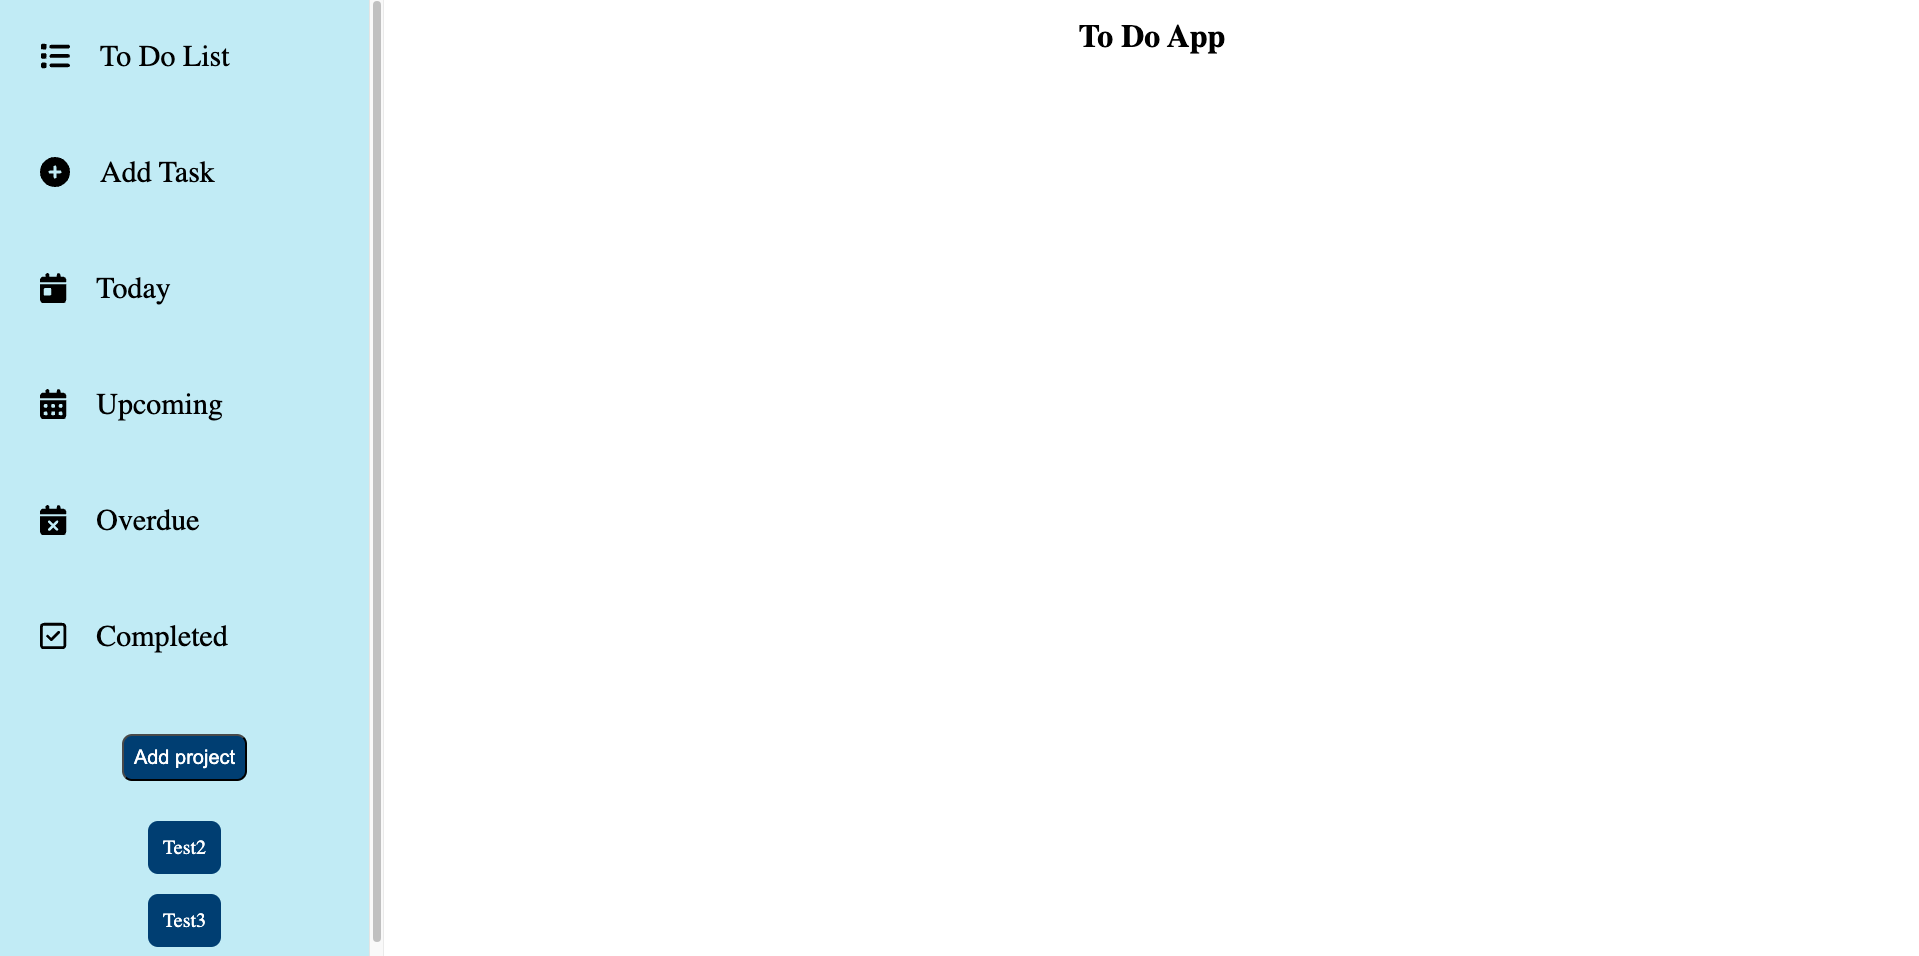 To Do List
Add Task
Today
Upcoming
Overdue
Completed
Add project
Test2
Test3
To Do App